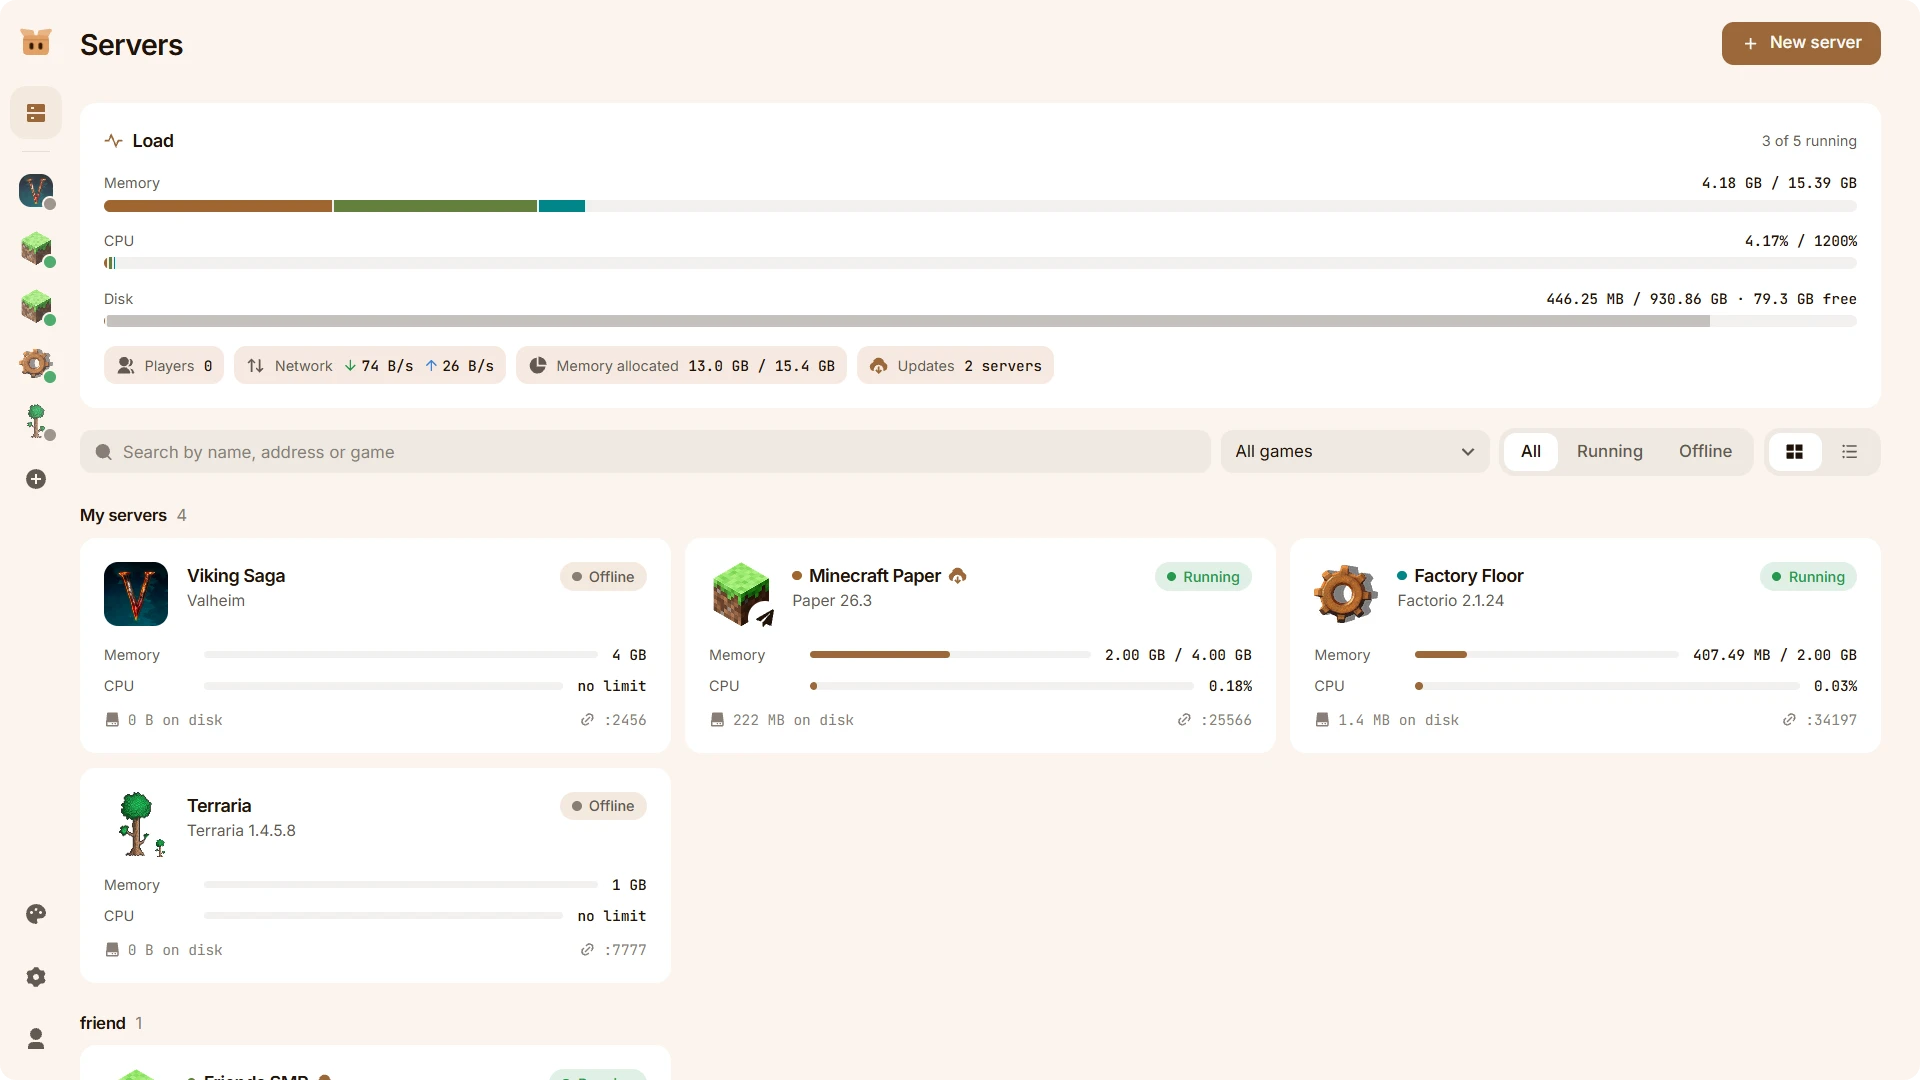 Servers
+ New server
Load
3 of 5 running
Memory
4.18 GB / 15.39 GB
CPU
4.17% / 1200%
Disk
446.25 MB / 930.86 GB · 79.3 GB free
Players 0
Network ↓ 74 B/s ↑ 26 B/s
Memory allocated 13.0 GB / 15.4 GB
Updates 2 servers
Search by name, address or game
All games
All
Running
Offline
My servers 4
Viking Saga
Offline
Valheim
Memory 4 GB
CPU no limit
0 B on disk :2456
Minecraft Paper
Running
Paper 26.3
Memory 2.00 GB / 4.00 GB
CPU 0.18%
222 MB on disk :25566
Factory Floor
Running
Factorio 2.1.24
Memory 407.49 MB / 2.00 GB
CPU 0.03%
1.4 MB on disk :34197
Terraria
Offline
Terraria 1.4.5.8
Memory 1 GB
CPU no limit
0 B on disk :7777
friend 1
Friends SMP
Running